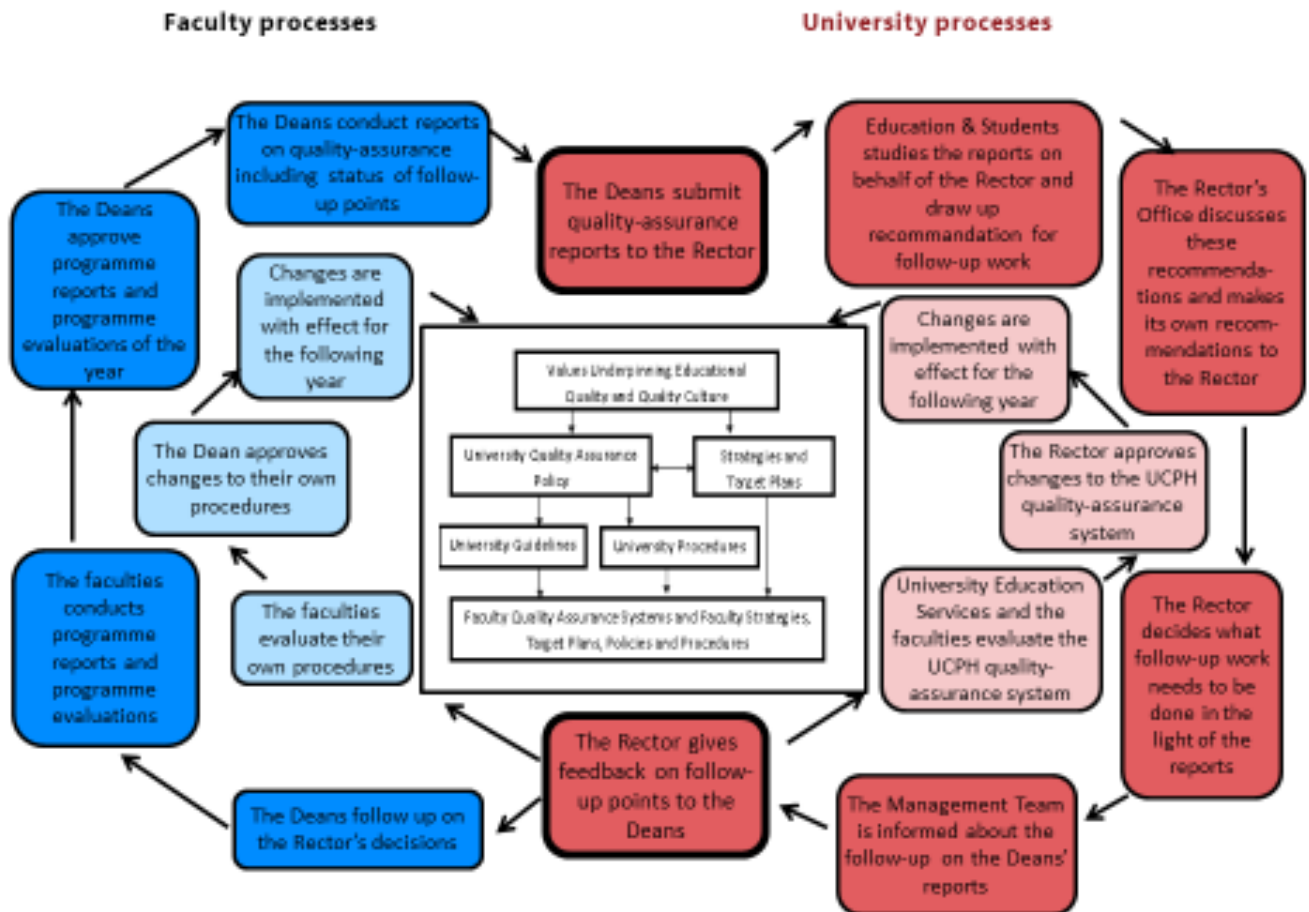 Faculty processes
University processes
The Deans conduct reports
on quality-assurance
including status of follow-
up points
The Deans submit
quality-assurance
reports to the Rector
Education & Students
studies the reports on
behalf of the Rector and
draw up
recommandation for
follow-up work
The Rector's
Office discusses
these
recommenda-
tions and makes
its own recom-
mendations to
the Rector
The Deans
approve
programme
reports and
programme
evaluations of the
year
Changes are
implemented
with effect for
the following
year
Changes are
implemented with
effect for the
following year
Values Underpinning Educational
Quality and Quality Culture
The Dean approves
changes to their own
procedures
University Quality Assurance
Policy
Strategies and
Target Plans
The Rector approves
changes to the UCPH
quality-assurance
system
University Guidelines
University Procedures
The faculties
conducts
programme
reports and
programme
evaluations
The faculties
evaluate their
own procedures
Faculty Quality Assurance Systems and Faculty Strategies,
Target Plans, Policies and Procedures
University Education
Services and the
faculties evaluate the
UCPH quality-
assurance system
The Rector
decides what
follow-up work
needs to be
done in the
light of the
reports
The Rector gives
feedback on follow-
up points to the
Deans
The Deans follow up on
the Rector's decisions
The Management Team
is informed about the
follow-up on the Deans'
reports